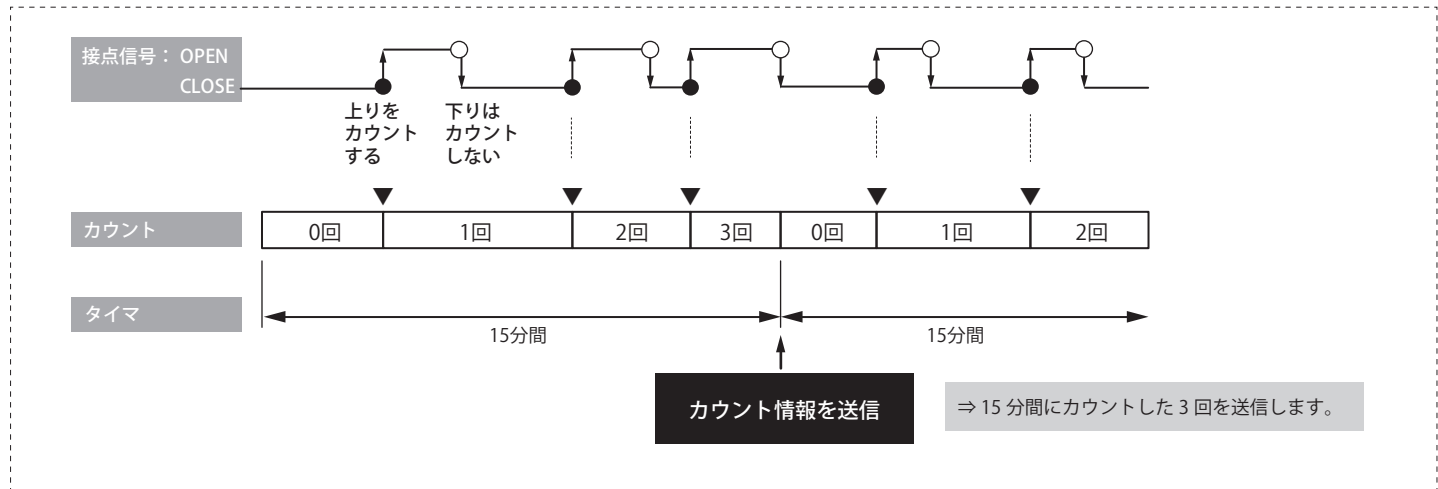 接点信号： OPEN
CLOSE
上りを
カウント
する
下りは
カウント
しない
カウント
0回 1回 2回 3回 0回 1回 2回
タイマ
15分間 15分間
カウント情報を送信
⇒ 15 分間にカウントした 3 回を送信します。